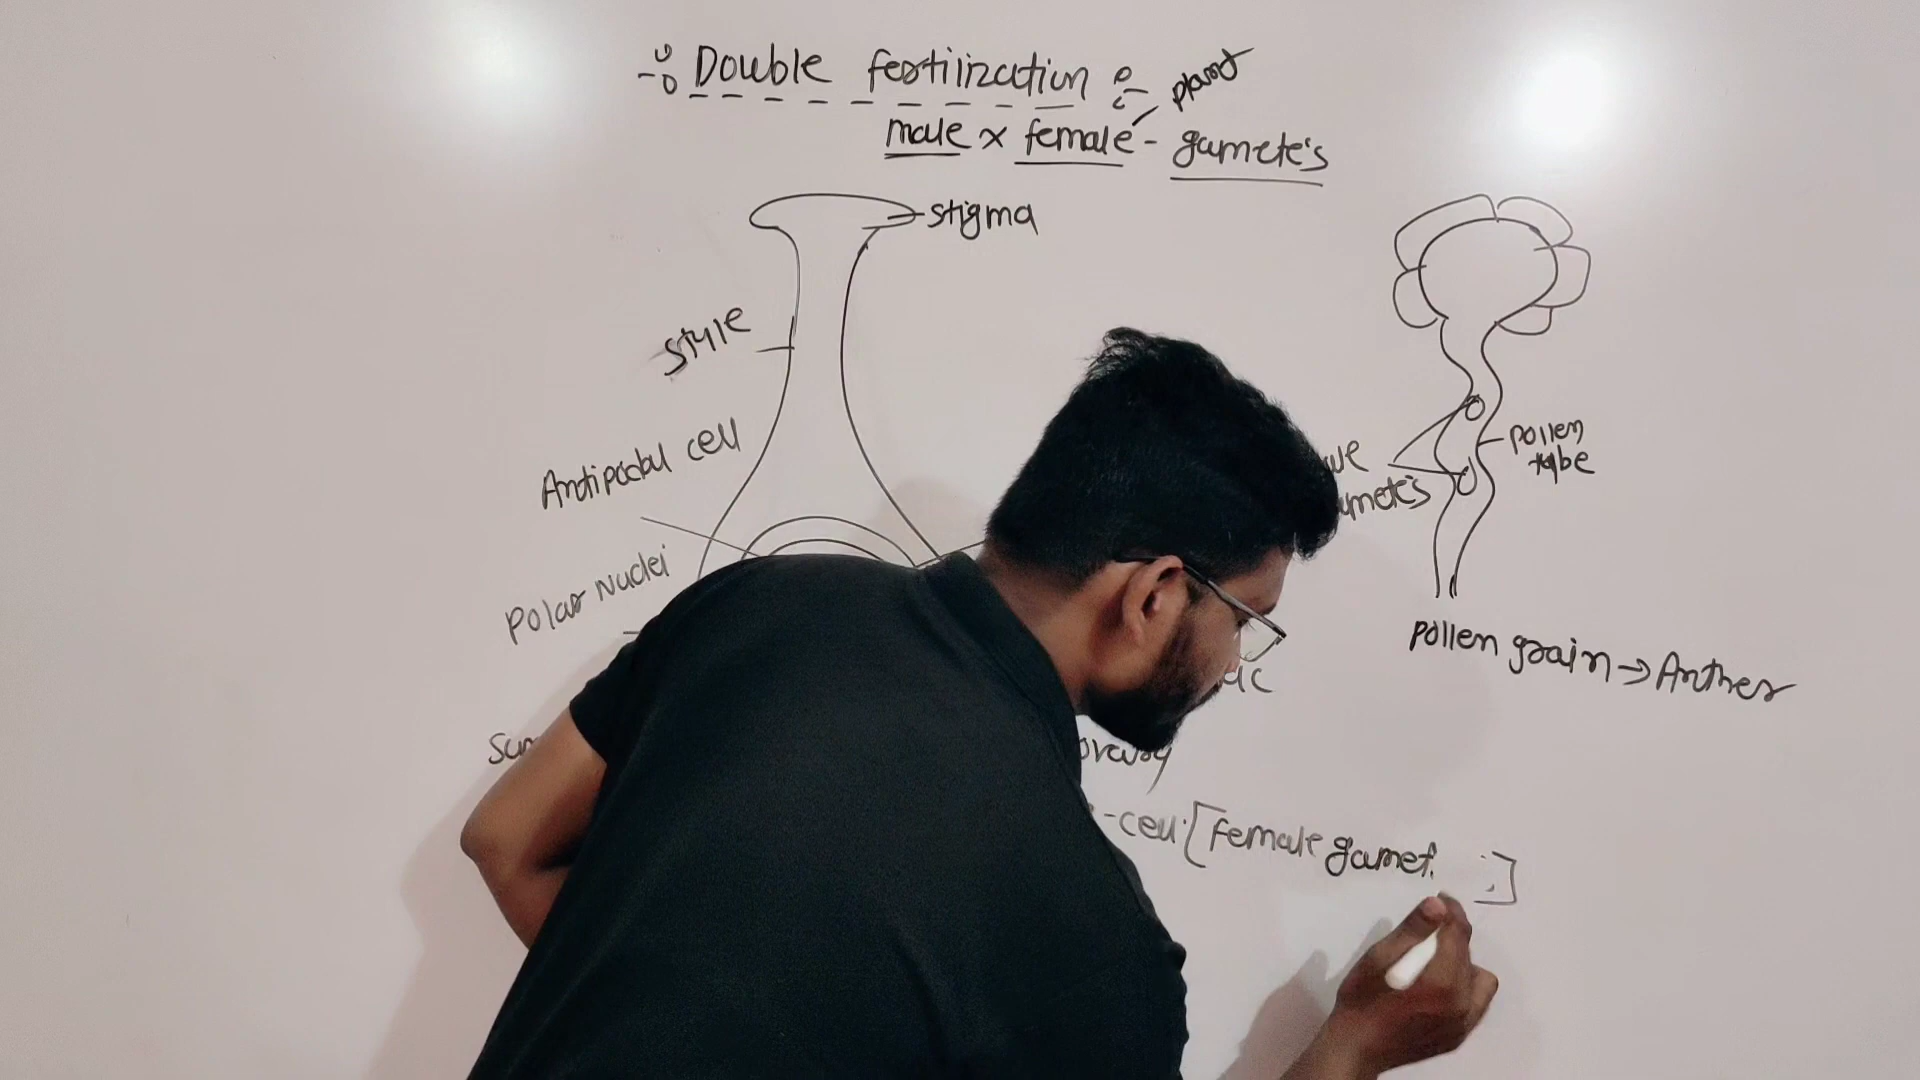 Double fertilization :-
plant
male x female - gamete's
stigma
style
Antipodal cell
pollen
tube
Polar Nuclei
pollen grain → Anther
ovary
-cell [Female gamet. ]